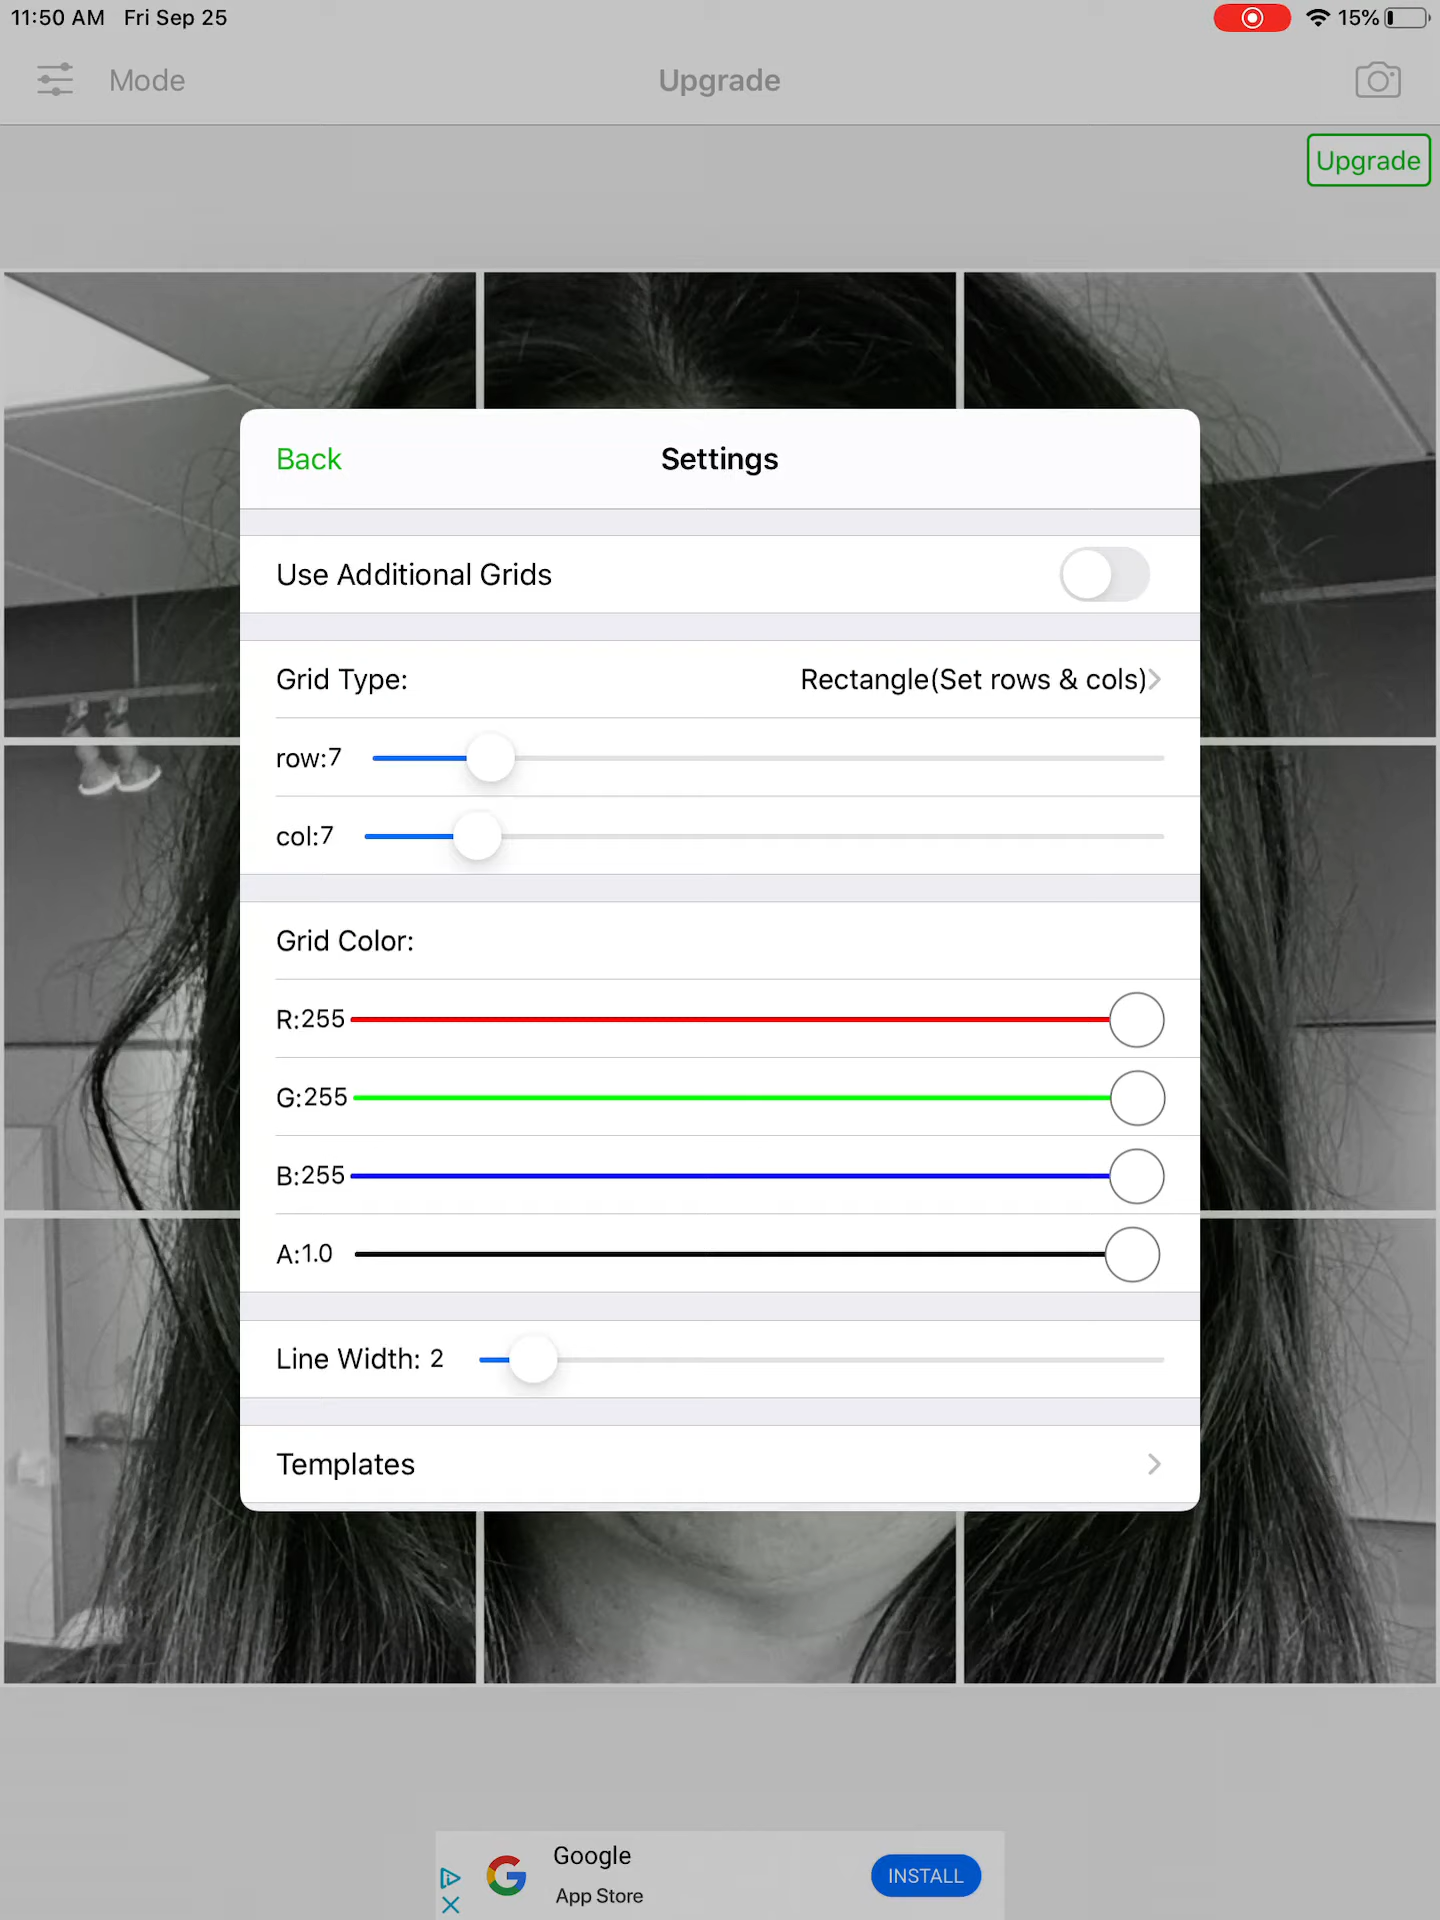 11:50 AM Fri Sep 25 15%
Mode Upgrade
Upgrade
Back Settings
Use Additional Grids
Grid Type: Rectangle(Set rows & cols)
row:7
col:7
Grid Color:
R:255
G:255
B:255
A:1.0
Line Width: 2
Templates
Google
App Store
INSTALL